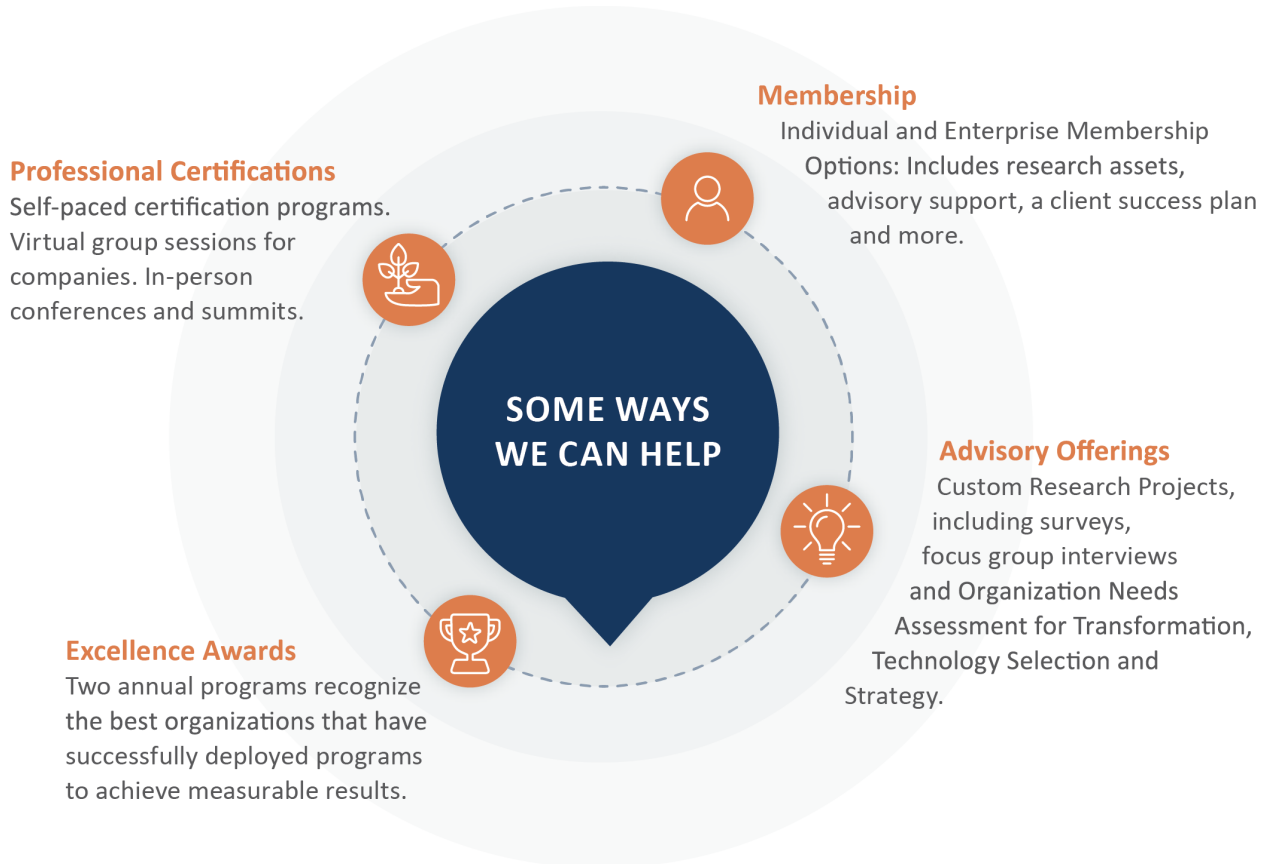 Membership
Individual and Enterprise Membership
Options: Includes research assets,
advisory support, a client success plan
and more.
Professional Certifications
Self-paced certification programs.
Virtual group sessions for
companies. In-person
conferences and summits.
SOME WAYS
WE CAN HELP
Advisory Offerings
Custom Research Projects,
including surveys,
focus group interviews
and Organization Needs
Assessment for Transformation,
Technology Selection and
Strategy.
Excellence Awards
Two annual programs recognize
the best organizations that have
successfully deployed programs
to achieve measurable results.